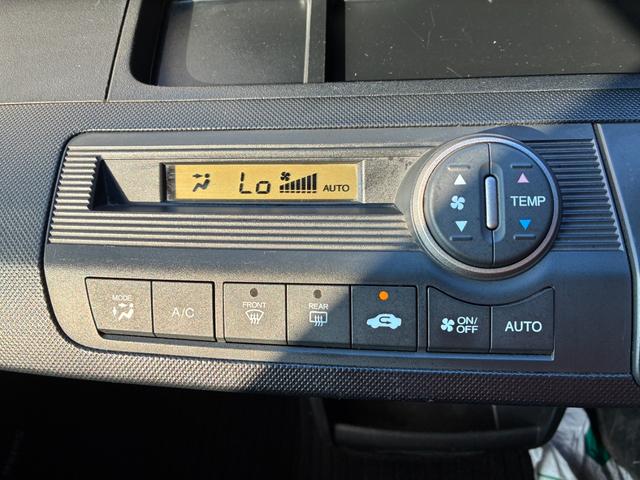 Lo AUTO
TEMP
MODE
A/C
FRONT
REAR
ON/
OFF
AUTO